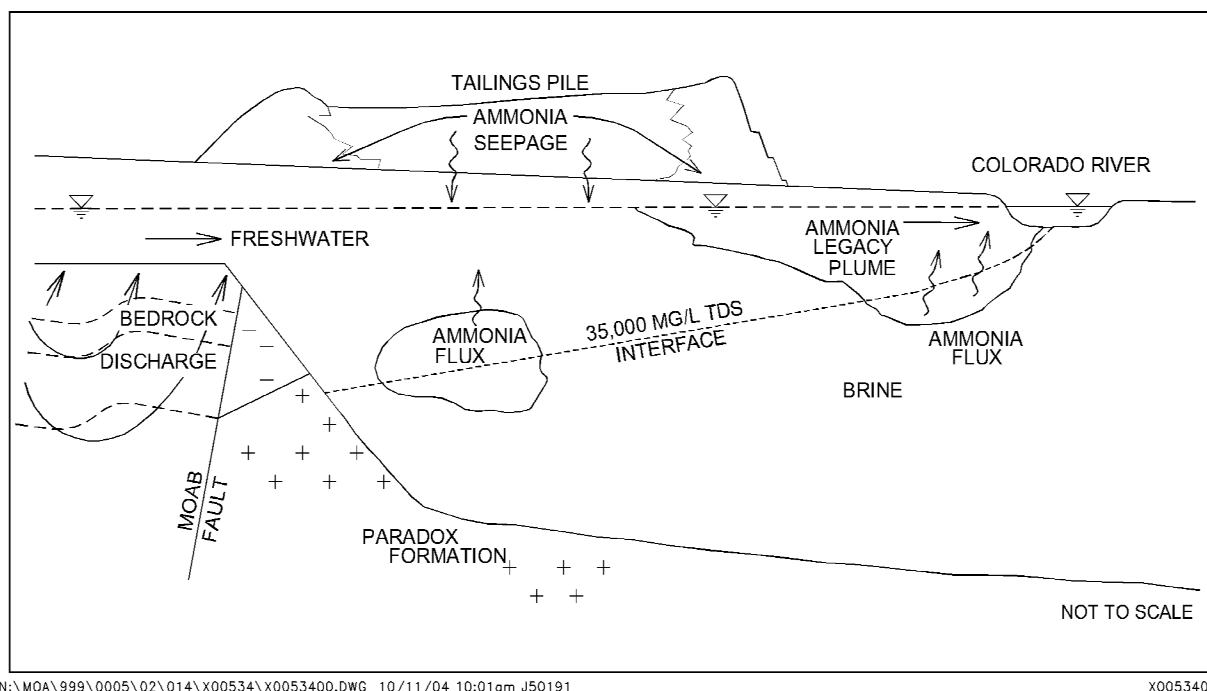 TAILINGS PILE
AMMONIA
SEEPAGE
COLORADO RIVER
FRESHWATER
AMMONIA
LEGACY
PLUME
BEDROCK
DISCHARGE
AMMONIA
FLUX
35,000 MG/L TDS
INTERFACE
AMMONIA
FLUX
BRINE
MOAB
FAULT
PARADOX
FORMATION
NOT TO SCALE
N:\MOA\999\0005\02\014\X00534\X0053400.DWG 10/11/04 10:01am J50191